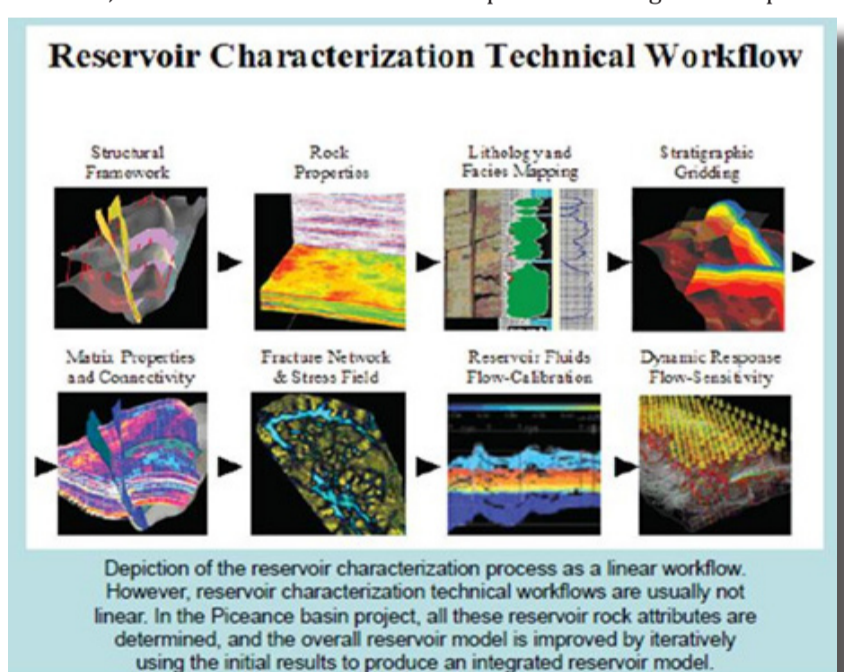 Reservoir Characterization Technical Workflow
Structural Framework
Rock Properties
Lithology and Facies Mapping
Stratigraphic Gridding
Matrix Properties and Connectivity
Fracture Network & Stress Field
Reservoir Fluids Flow-Calibration
Dynamic Response Flow-Sensitivity
Depiction of the reservoir characterization process as a linear workflow.
However, reservoir characterization technical workflows are usually not
linear. In the Piceance basin project, all these reservoir rock attributes are
determined, and the overall reservoir model is improved by iteratively
using the initial results to produce an integrated reservoir model.